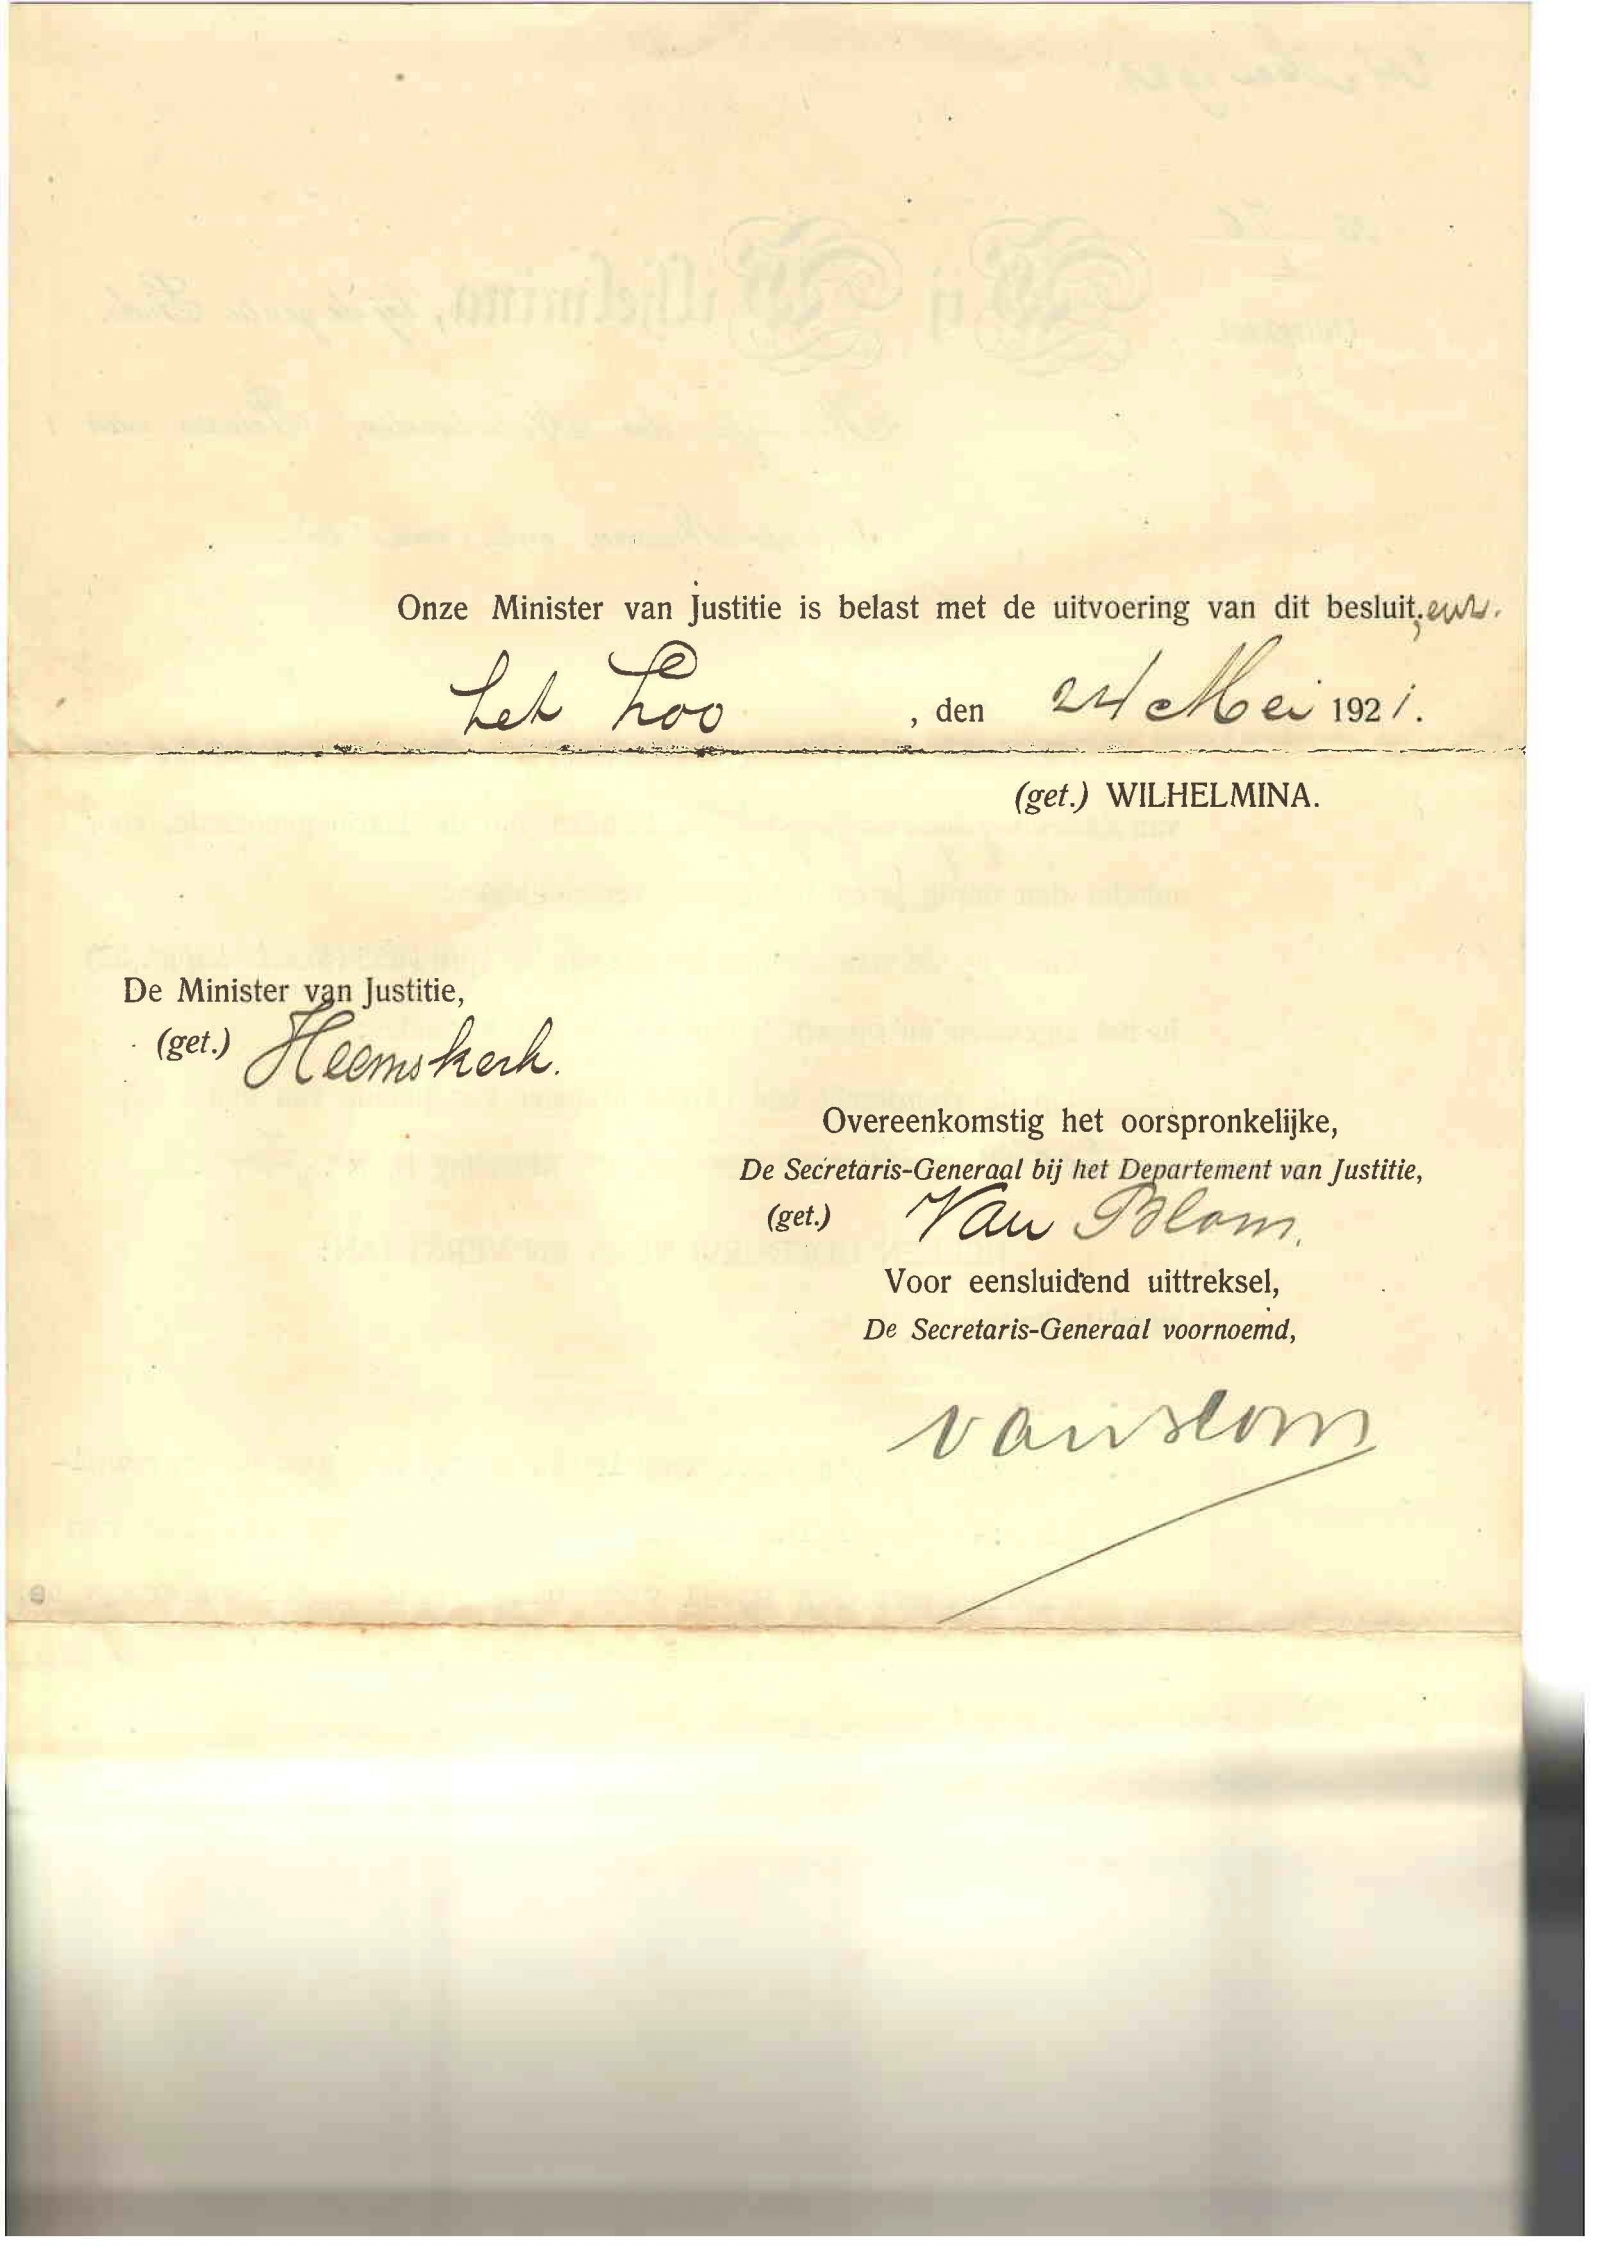 Onze Minister van Justitie is belast met de uitvoering van dit besluit, enz.
het Loo, den 24 Mei 1921.
(get.) WILHELMINA.
De Minister van Justitie,
(get.) Heemskerk.
Overeenkomstig het oorspronkelijke,
De Secretaris-Generaal bij het Departement van Justitie,
(get.) Van Blom.
Voor eensluidend uittreksel,
De Secretaris-Generaal voornoemd,
van Blom